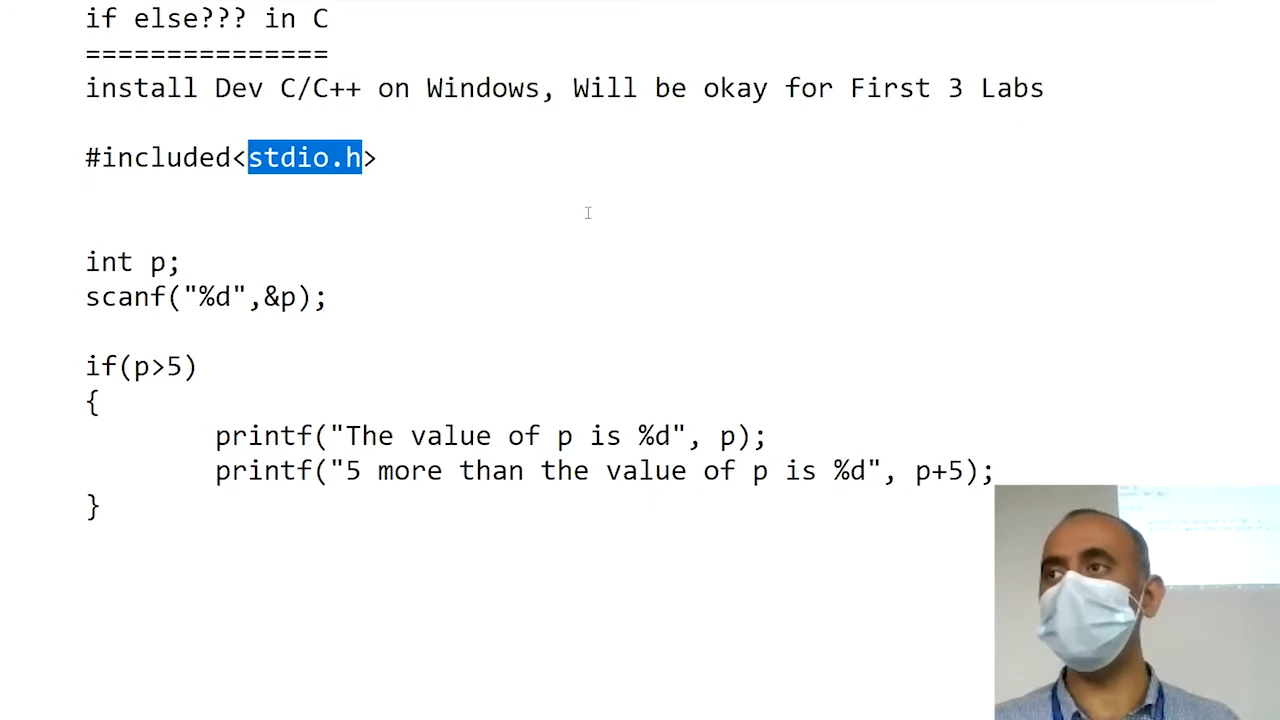 if else??? in C
===============
install Dev C/C++ on Windows, Will be okay for First 3 Labs
#included<stdio.h>
int p;
scanf("%d",&p);
if(p>5)
{
printf("The value of p is %d", p);
printf("5 more than the value of p is %d", p+5);
}